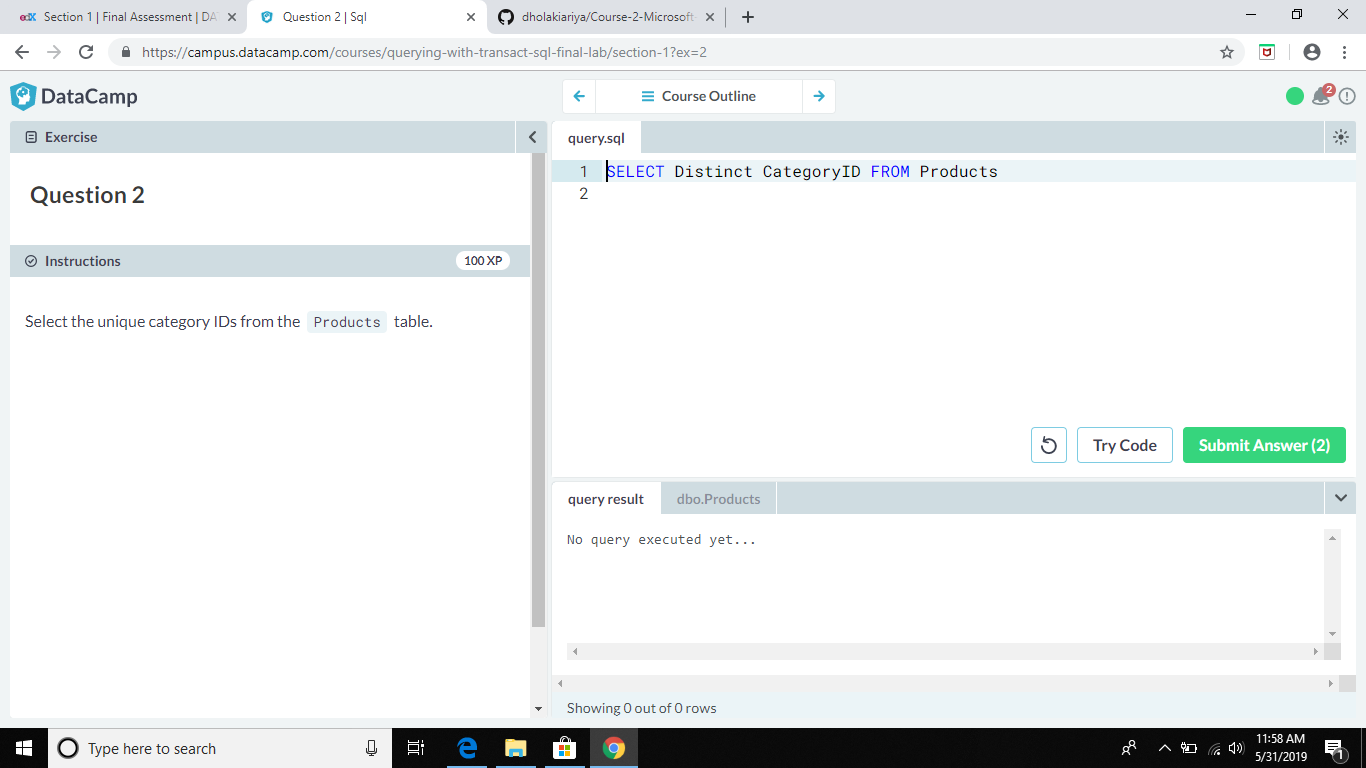 edX Section 1 | Final Assessment | DA
Question 2 | Sql
dholakiariya/Course-2-Microsoft-
https://campus.datacamp.com/courses/querying-with-transact-sql-final-lab/section-1?ex=2
DataCamp
Course Outline
2
Exercise
query.sql
1 SELECT Distinct CategoryID FROM Products
2
Question 2
Instructions
100 XP
Select the unique category IDs from the Products table.
Try Code
Submit Answer (2)
query result
dbo.Products
No query executed yet...
Showing 0 out of 0 rows
Type here to search
11:58 AM
5/31/2019
1